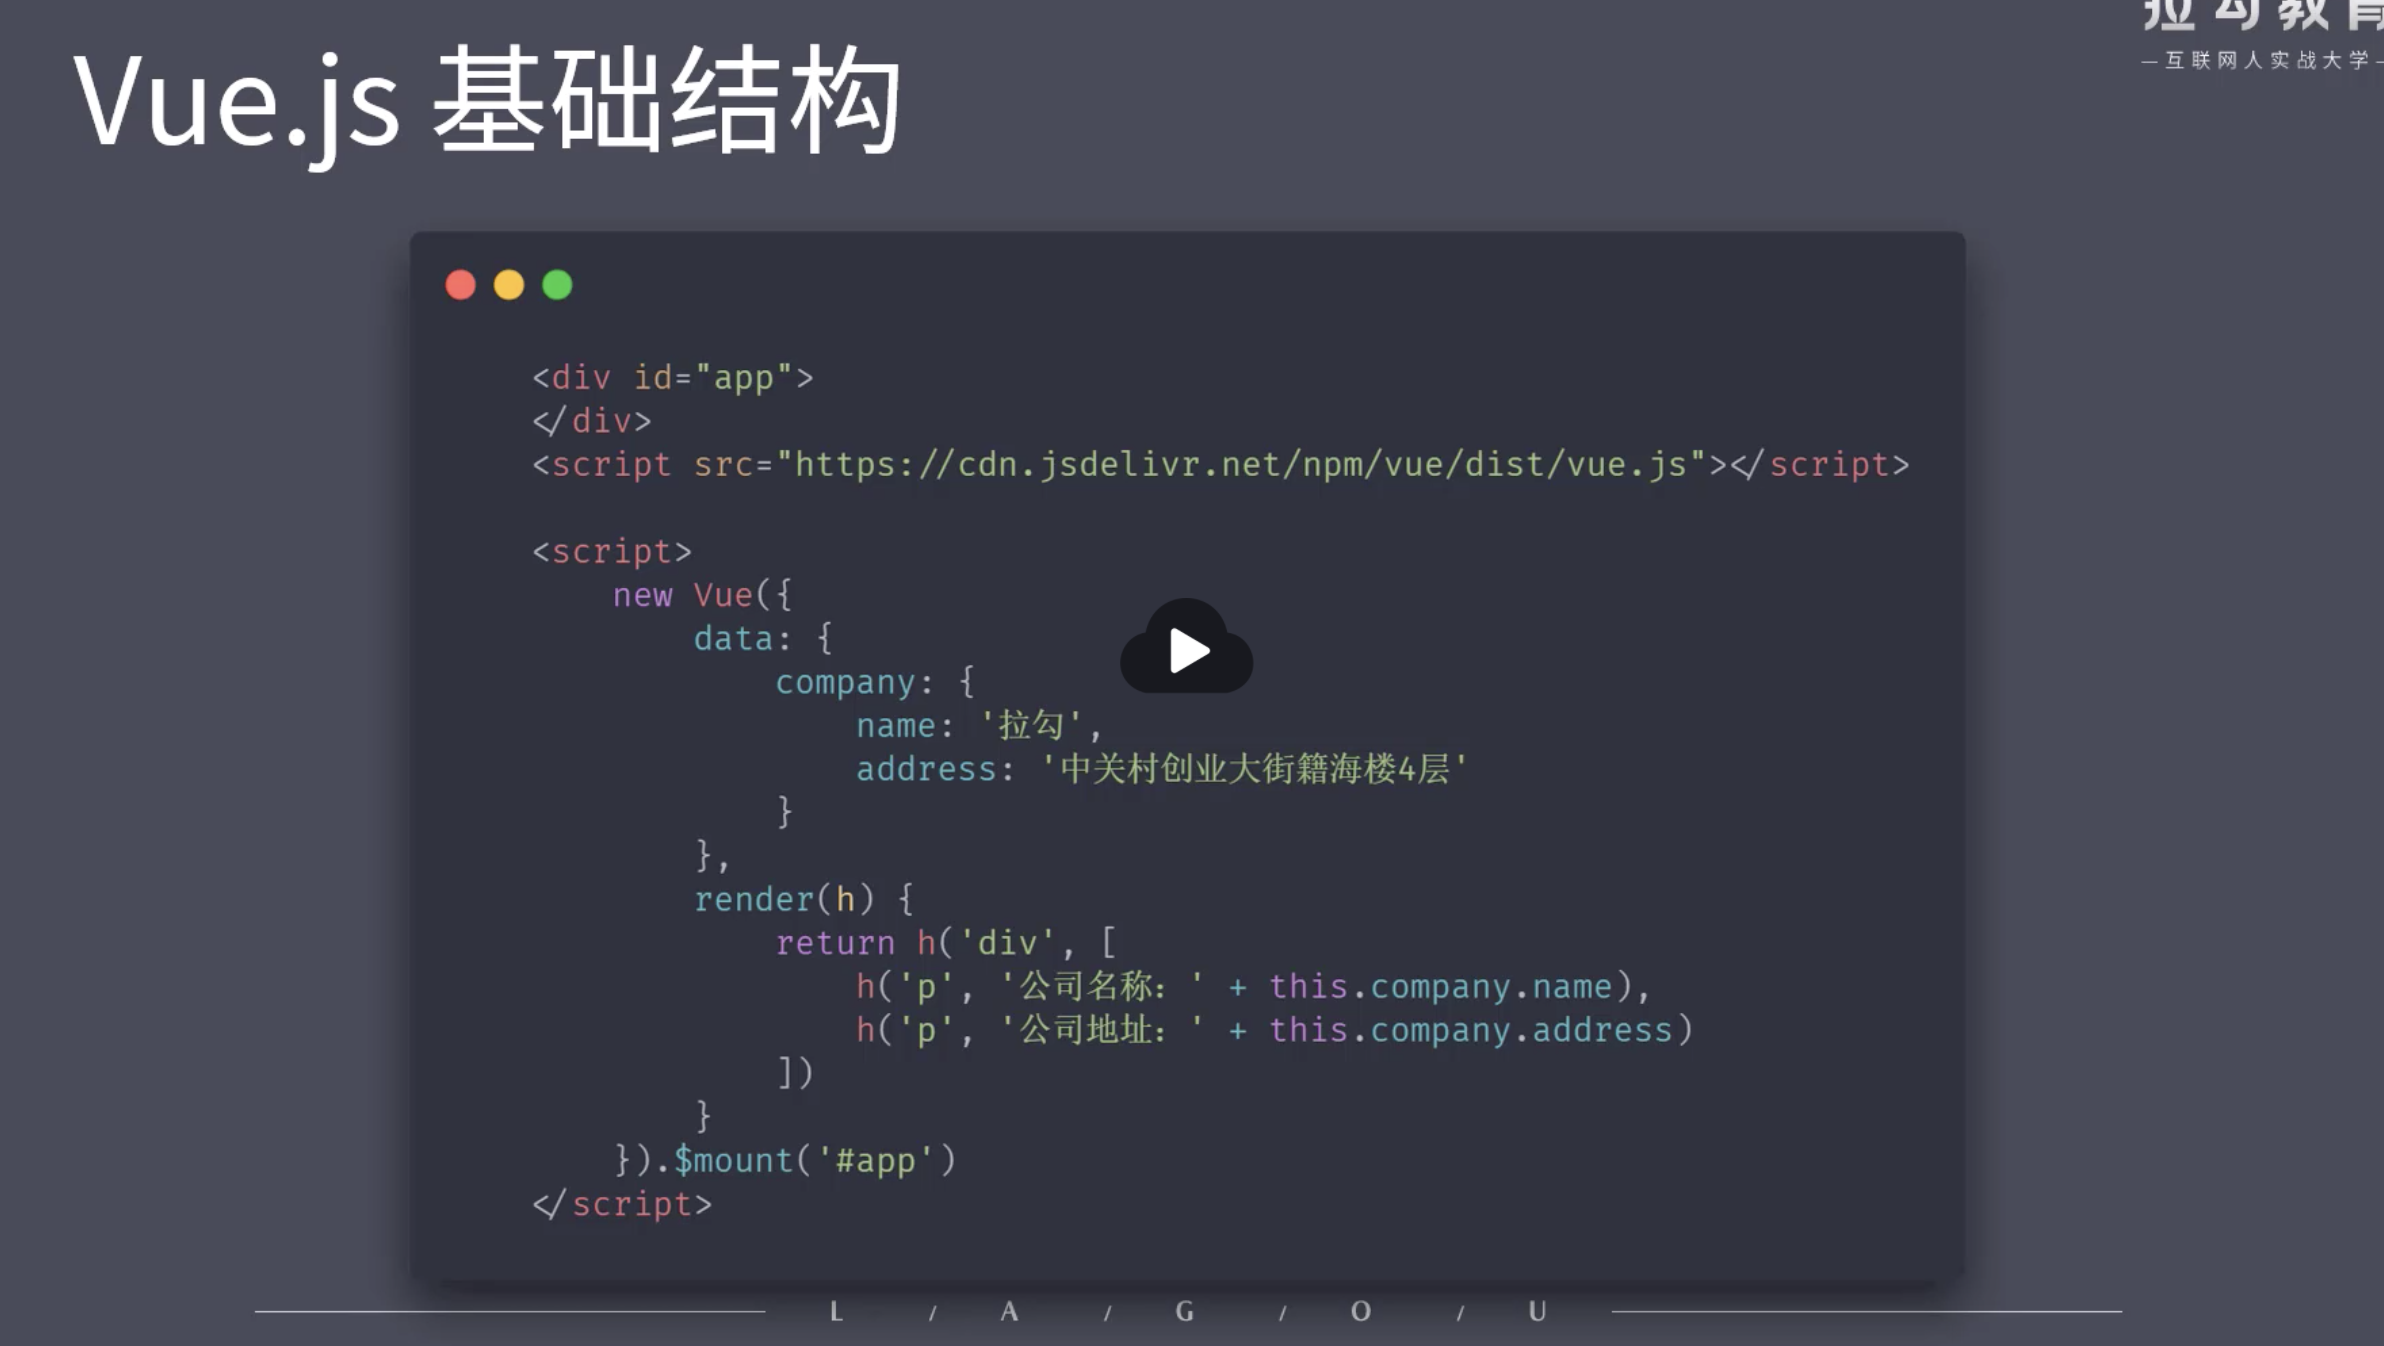 拉勾教育
—互联网人实战大学—
Vue.js 基础结构
<div id="app">
</div>
<script src="https://cdn.jsdelivr.net/npm/vue/dist/vue.js"></script>
<script>
new Vue({
data: {
company: {
name: '拉勾',
address: '中关村创业大街籍海楼4层'
}
},
render(h) {
return h('div', [
h('p', '公司名称：' + this.company.name),
h('p', '公司地址：' + this.company.address)
])
}
}).$mount('#app')
</script>
L / A / G / O / U